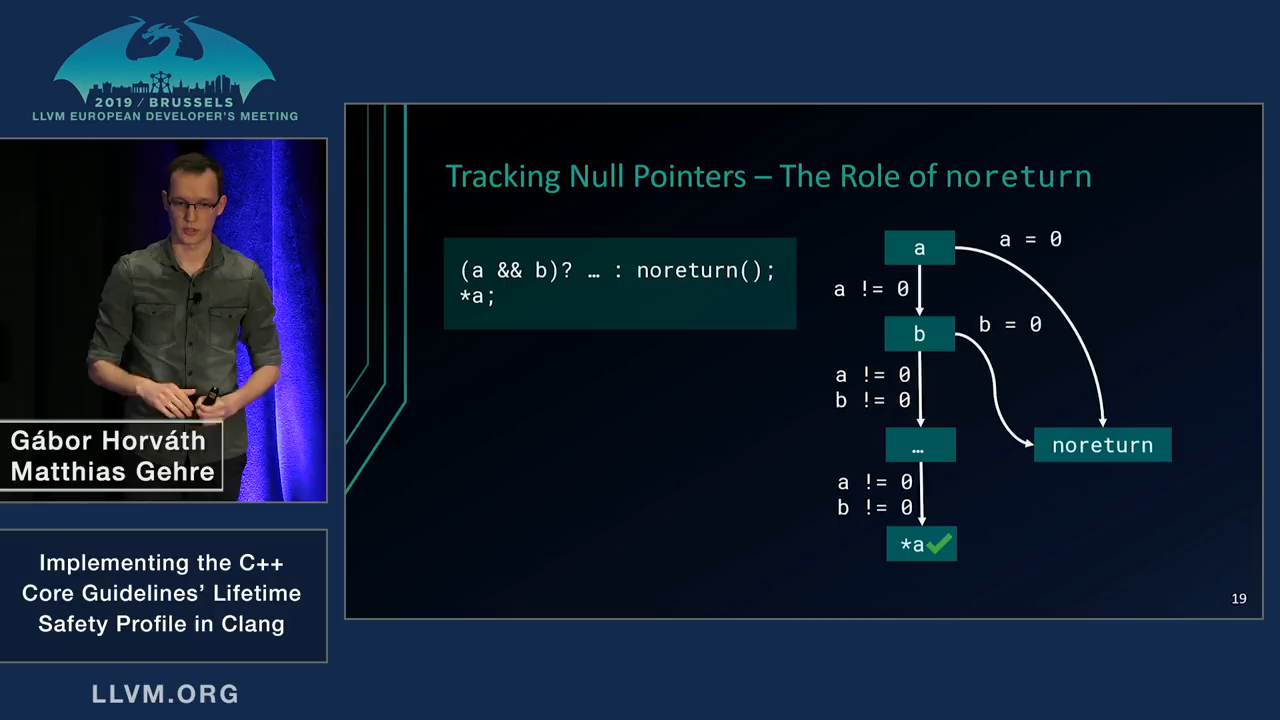 2019 / BRUSSELS
LLVM EUROPEAN DEVELOPER'S MEETING
Gábor Horváth
Matthias Gehre
Implementing the C++
Core Guidelines' Lifetime
Safety Profile in Clang
LLVM.ORG
Tracking Null Pointers – The Role of noreturn
(a && b)? … : noreturn();
*a;
a
a = 0
a != 0
b
b = 0
a != 0
b != 0
…
noreturn
a != 0
b != 0
*a
19